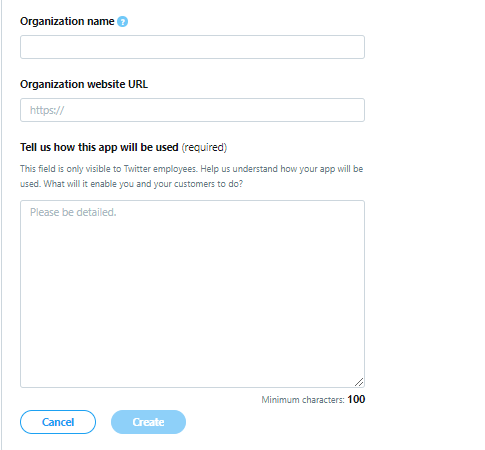 Organization name ?
Organization website URL
https://
Tell us how this app will be used (required)
This field is only visible to Twitter employees. Help us understand how your app will be
used. What will it enable you and your customers to do?
Please be detailed.
Minimum characters: 100
Cancel Create